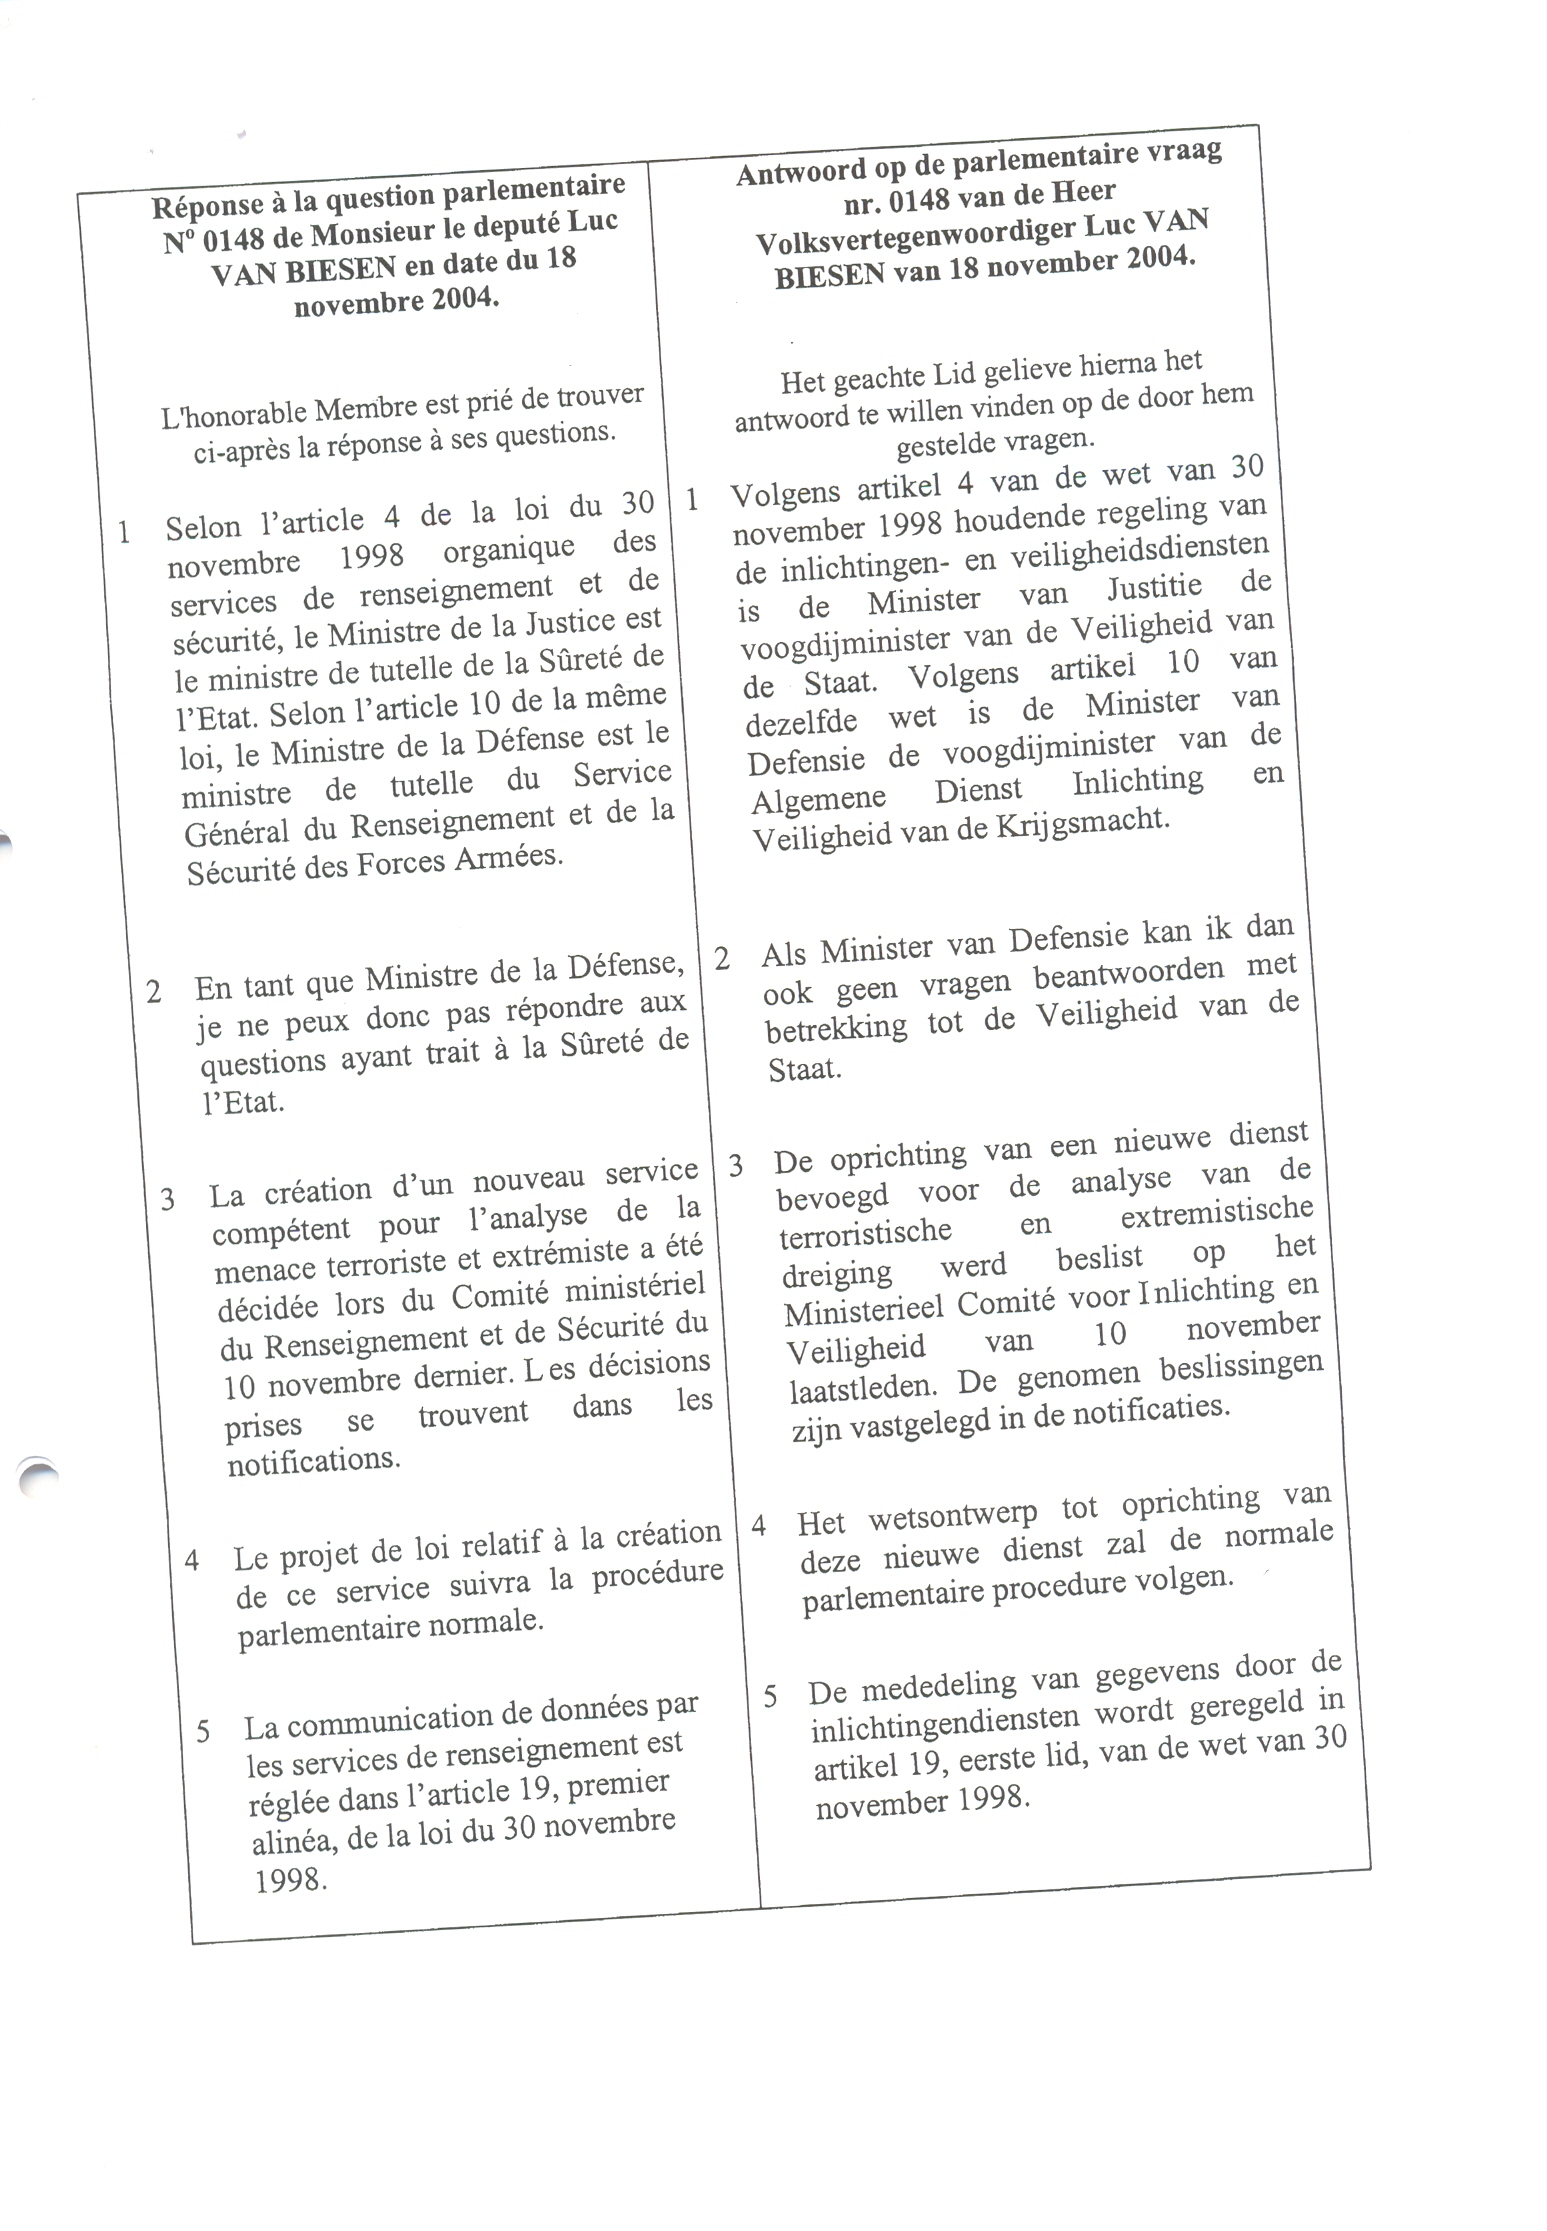 Réponse à la question parlementaire
Nº 0148 de Monsieur le deputé Luc
VAN BIESEN en date du 18
novembre 2004.
L'honorable Membre est prié de trouver
ci-après la réponse à ses questions.
1 Selon l'article 4 de la loi du 30
novembre 1998 organique des
services de renseignement et de
sécurité, le Ministre de la Justice est
le ministre de tutelle de la Sûreté de
l'Etat. Selon l'article 10 de la même
loi, le Ministre de la Défense est le
ministre de tutelle du Service
Général du Renseignement et de la
Sécurité des Forces Armées.
2 En tant que Ministre de la Défense,
je ne peux donc pas répondre aux
questions ayant trait à la Sûreté de
l'Etat.
3 La création d'un nouveau service
compétent pour l'analyse de la
menace terroriste et extrémiste a été
décidée lors du Comité ministériel
du Renseignement et de Sécurité du
10 novembre dernier. Les décisions
prises se trouvent dans les
notifications.
4 Le projet de loi relatif à la création
de ce service suivra la procédure
parlementaire normale.
5 La communication de données par
les services de renseignement est
réglée dans l'article 19, premier
alinéa, de la loi du 30 novembre
1998.
Antwoord op de parlementaire vraag
nr. 0148 van de Heer
Volksvertegenwoordiger Luc VAN
BIESEN van 18 november 2004.
Het geachte Lid gelieve hierna het
antwoord te willen vinden op de door hem
gestelde vragen.
1 Volgens artikel 4 van de wet van 30
november 1998 houdende regeling van
de inlichtingen- en veiligheidsdiensten
is de Minister van Justitie de
voogdijminister van de Veiligheid van
de Staat. Volgens artikel 10 van
dezelfde wet is de Minister van
Defensie de voogdijminister van de
Algemene Dienst Inlichting en
Veiligheid van de Krijgsmacht.
2 Als Minister van Defensie kan ik dan
ook geen vragen beantwoorden met
betrekking tot de Veiligheid van de
Staat.
3 De oprichting van een nieuwe dienst
bevoegd voor de analyse van de
terroristische en extremistische
dreiging werd beslist op het
Ministerieel Comité voor Inlichting en
Veiligheid van 10 november
laatstleden. De genomen beslissingen
zijn vastgelegd in de notificaties.
4 Het wetsontwerp tot oprichting van
deze nieuwe dienst zal de normale
parlementaire procedure volgen.
5 De mededeling van gegevens door de
inlichtingendiensten wordt geregeld in
artikel 19, eerste lid, van de wet van 30
november 1998.